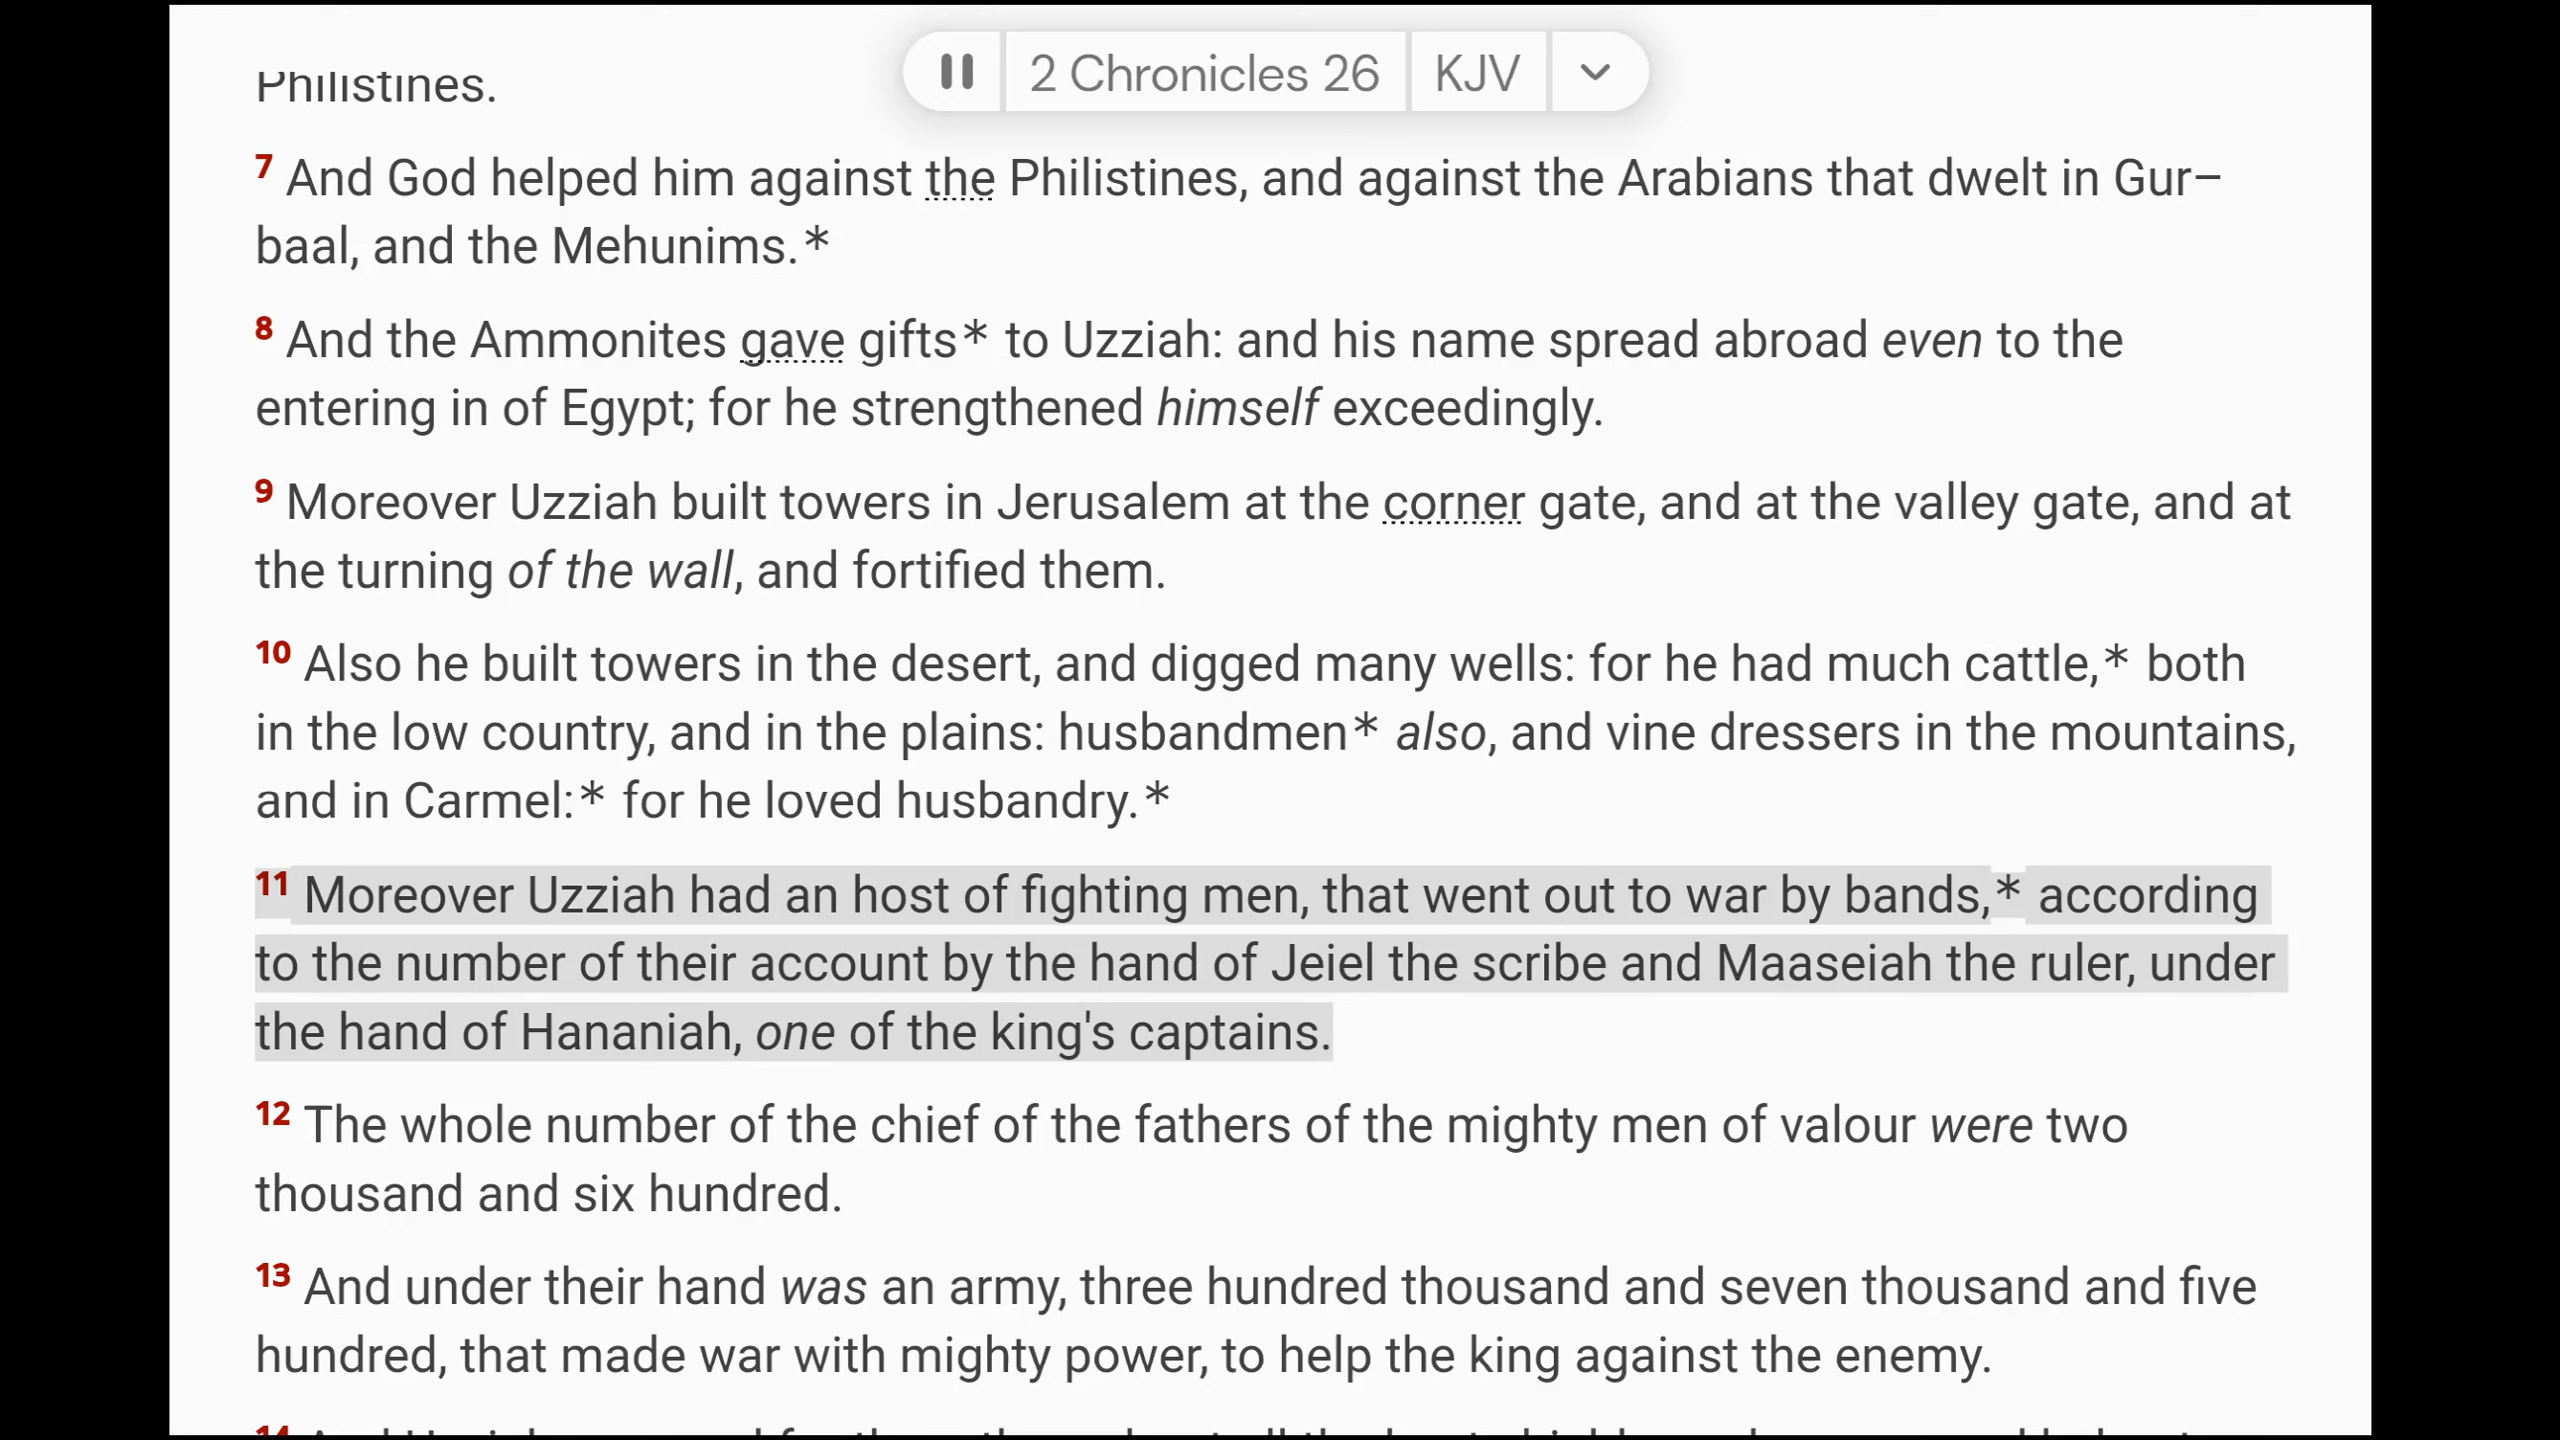 2 Chronicles 26 KJV
Philistines.
7 And God helped him against the Philistines, and against the Arabians that dwelt in Gur–
baal, and the Mehunims.*
8 And the Ammonites gave gifts* to Uzziah: and his name spread abroad even to the
entering in of Egypt; for he strengthened himself exceedingly.
9 Moreover Uzziah built towers in Jerusalem at the corner gate, and at the valley gate, and at
the turning of the wall, and fortified them.
10 Also he built towers in the desert, and digged many wells: for he had much cattle,* both
in the low country, and in the plains: husbandmen* also, and vine dressers in the mountains,
and in Carmel:* for he loved husbandry.*
11 Moreover Uzziah had an host of fighting men, that went out to war by bands,* according
to the number of their account by the hand of Jeiel the scribe and Maaseiah the ruler, under
the hand of Hananiah, one of the king's captains.
12 The whole number of the chief of the fathers of the mighty men of valour were two
thousand and six hundred.
13 And under their hand was an army, three hundred thousand and seven thousand and five
hundred, that made war with mighty power, to help the king against the enemy.